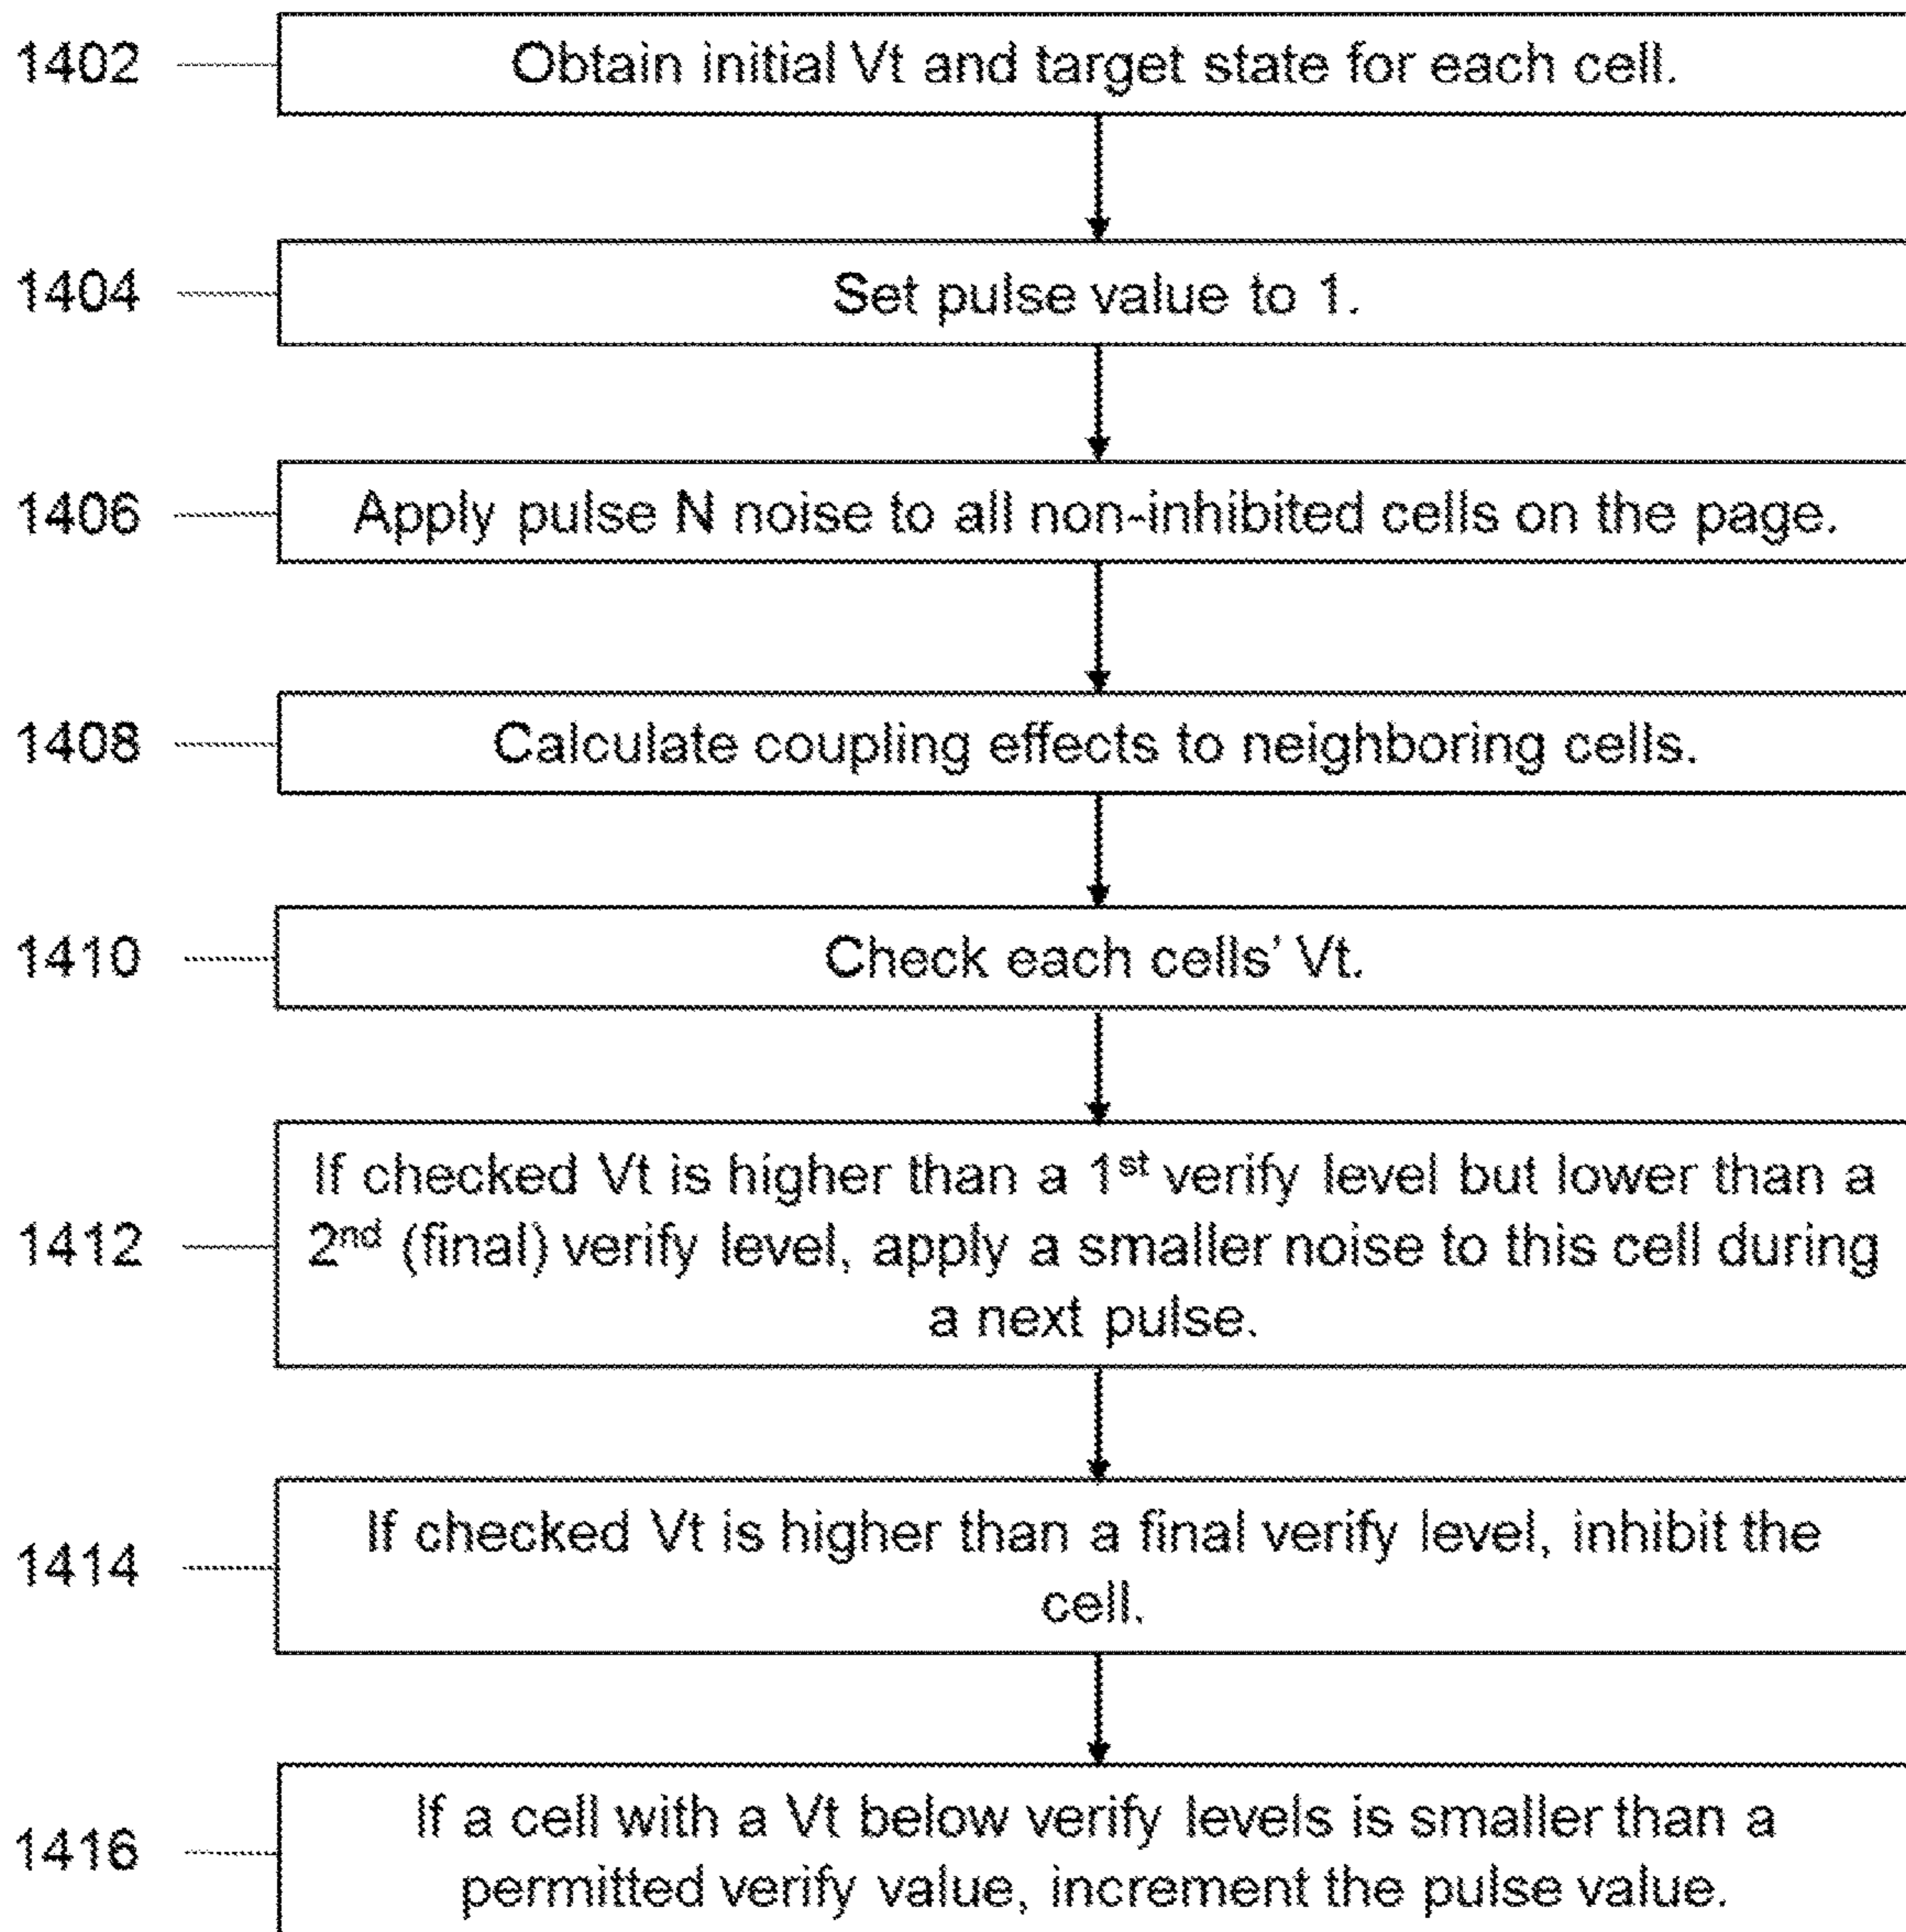 1402
Obtain initial Vt and target state for each cell.
1404
Set pulse value to 1.
1406
Apply pulse N noise to all non-inhibited cells on the page.
1408
Calculate coupling effects to neighboring cells.
1410
Check each cells’ Vt.
1412
If checked Vt is higher than a 1st verify level but lower than a
2nd (final) verify level, apply a smaller noise to this cell during
a next pulse.
1414
If checked Vt is higher than a final verify level, inhibit the
cell.
1416
If a cell with a Vt below verify levels is smaller than a
permitted verify value, increment the pulse value.